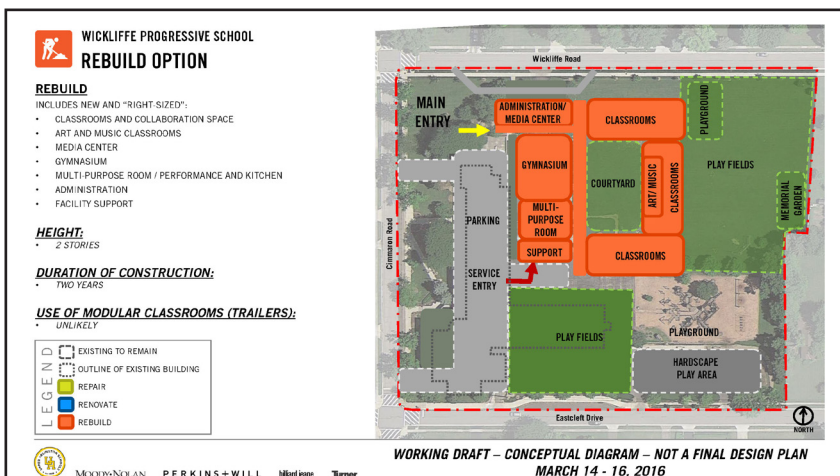 WICKLIFFE PROGRESSIVE SCHOOL
REBUILD OPTION
REBUILD
INCLUDES NEW AND "RIGHT-SIZED":
• CLASSROOMS AND COLLABORATION SPACE
• ART AND MUSIC CLASSROOMS
• MEDIA CENTER
• GYMNASIUM
• MULTI-PURPOSE ROOM / PERFORMANCE AND KITCHEN
• ADMINISTRATION
• FACILITY SUPPORT
HEIGHT:
• 2 STORIES
DURATION OF CONSTRUCTION:
• TWO YEARS
USE OF MODULAR CLASSROOMS (TRAILERS):
• UNLIKELY
LEGEND
EXISTING TO REMAIN
OUTLINE OF EXISTING BUILDING
REPAIR
RENOVATE
REBUILD
Wickliffe Road
MAIN
ENTRY
ADMINISTRATION/
MEDIA CENTER
CLASSROOMS
PLAYGROUND
GYMNASIUM
COURTYARD
ART/ MUSIC
CLASSROOMS
PLAY FIELDS
MEMORIAL
GARDEN
Cimmaron Road
PARKING
MULTI-
PURPOSE
ROOM
SUPPORT
CLASSROOMS
SERVICE
ENTRY
PLAY FIELDS
PLAYGROUND
HARDSCAPE
PLAY AREA
Eastcleft Drive
NORTH
UA
MOODY•NOLAN
PERKINS+WILL
Turner
WORKING DRAFT – CONCEPTUAL DIAGRAM – NOT A FINAL DESIGN PLAN
MARCH 14 - 16, 2016